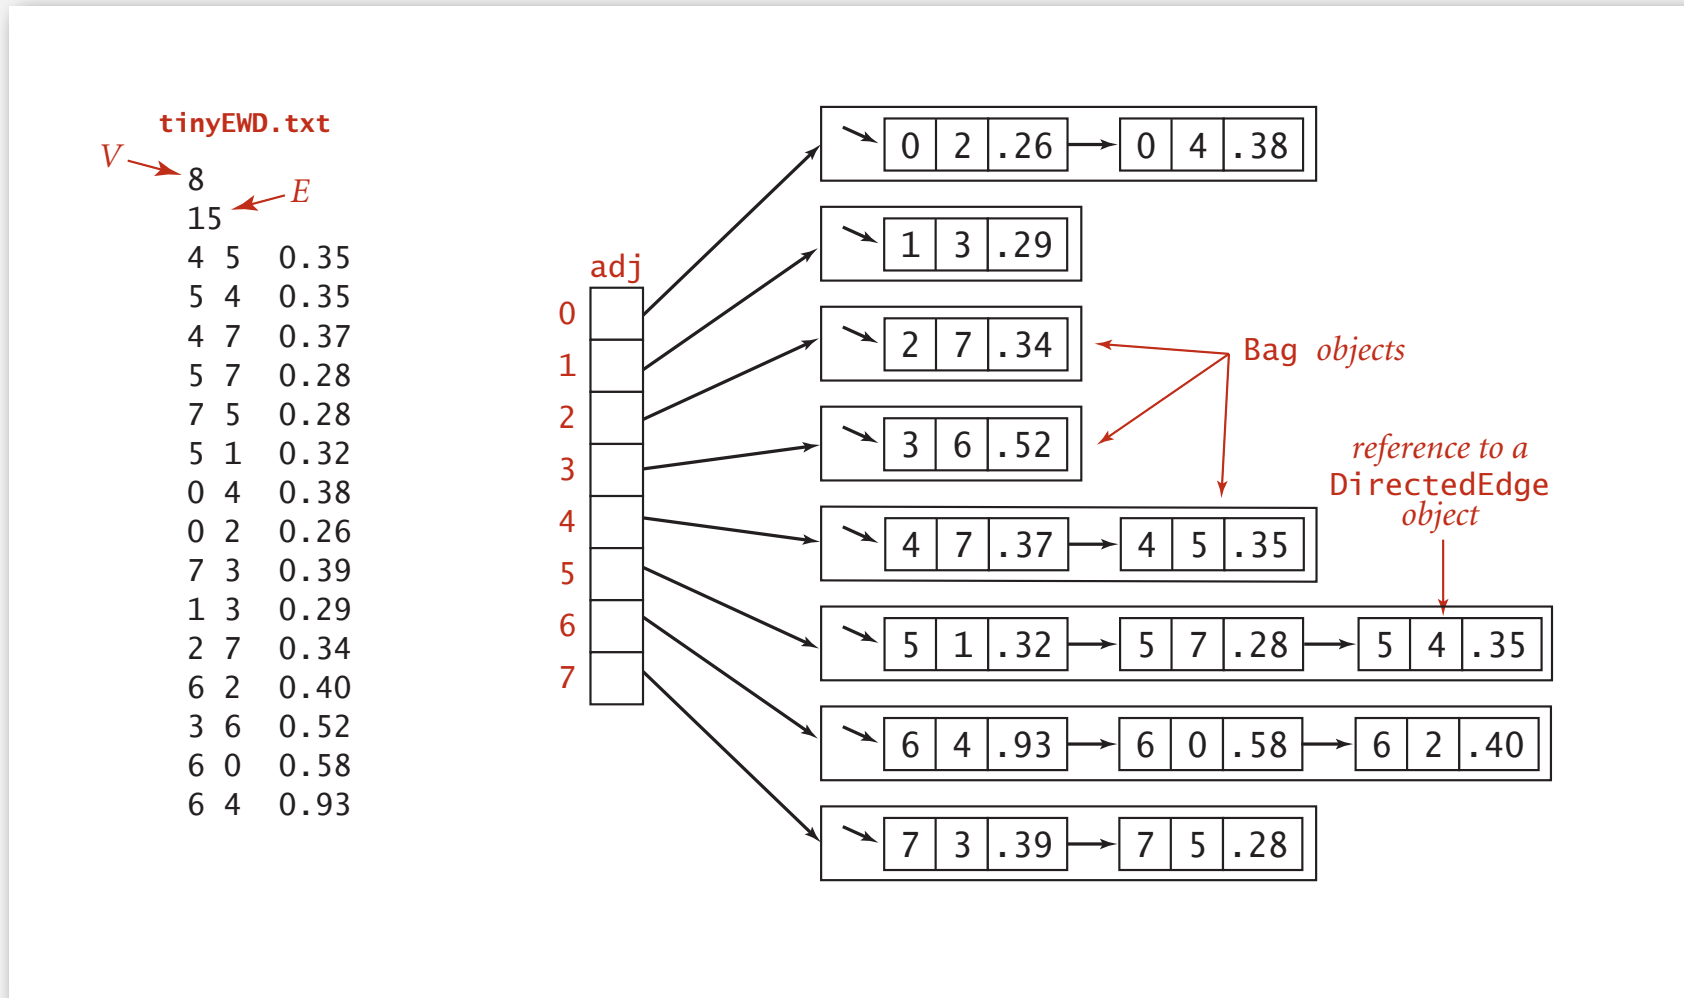 tinyEWD.txt
V
8
E
15
4 5 0.35
5 4 0.35
4 7 0.37
5 7 0.28
7 5 0.28
5 1 0.32
0 4 0.38
0 2 0.26
7 3 0.39
1 3 0.29
2 7 0.34
6 2 0.40
3 6 0.52
6 0 0.58
6 4 0.93
adj
0
1
2
3
4
5
6
7
0 2 .26 0 4 .38
1 3 .29
2 7 .34
3 6 .52
4 7 .37 4 5 .35
5 1 .32 5 7 .28 5 4 .35
6 4 .93 6 0 .58 6 2 .40
7 3 .39 7 5 .28
Bag objects
reference to a
DirectedEdge
object